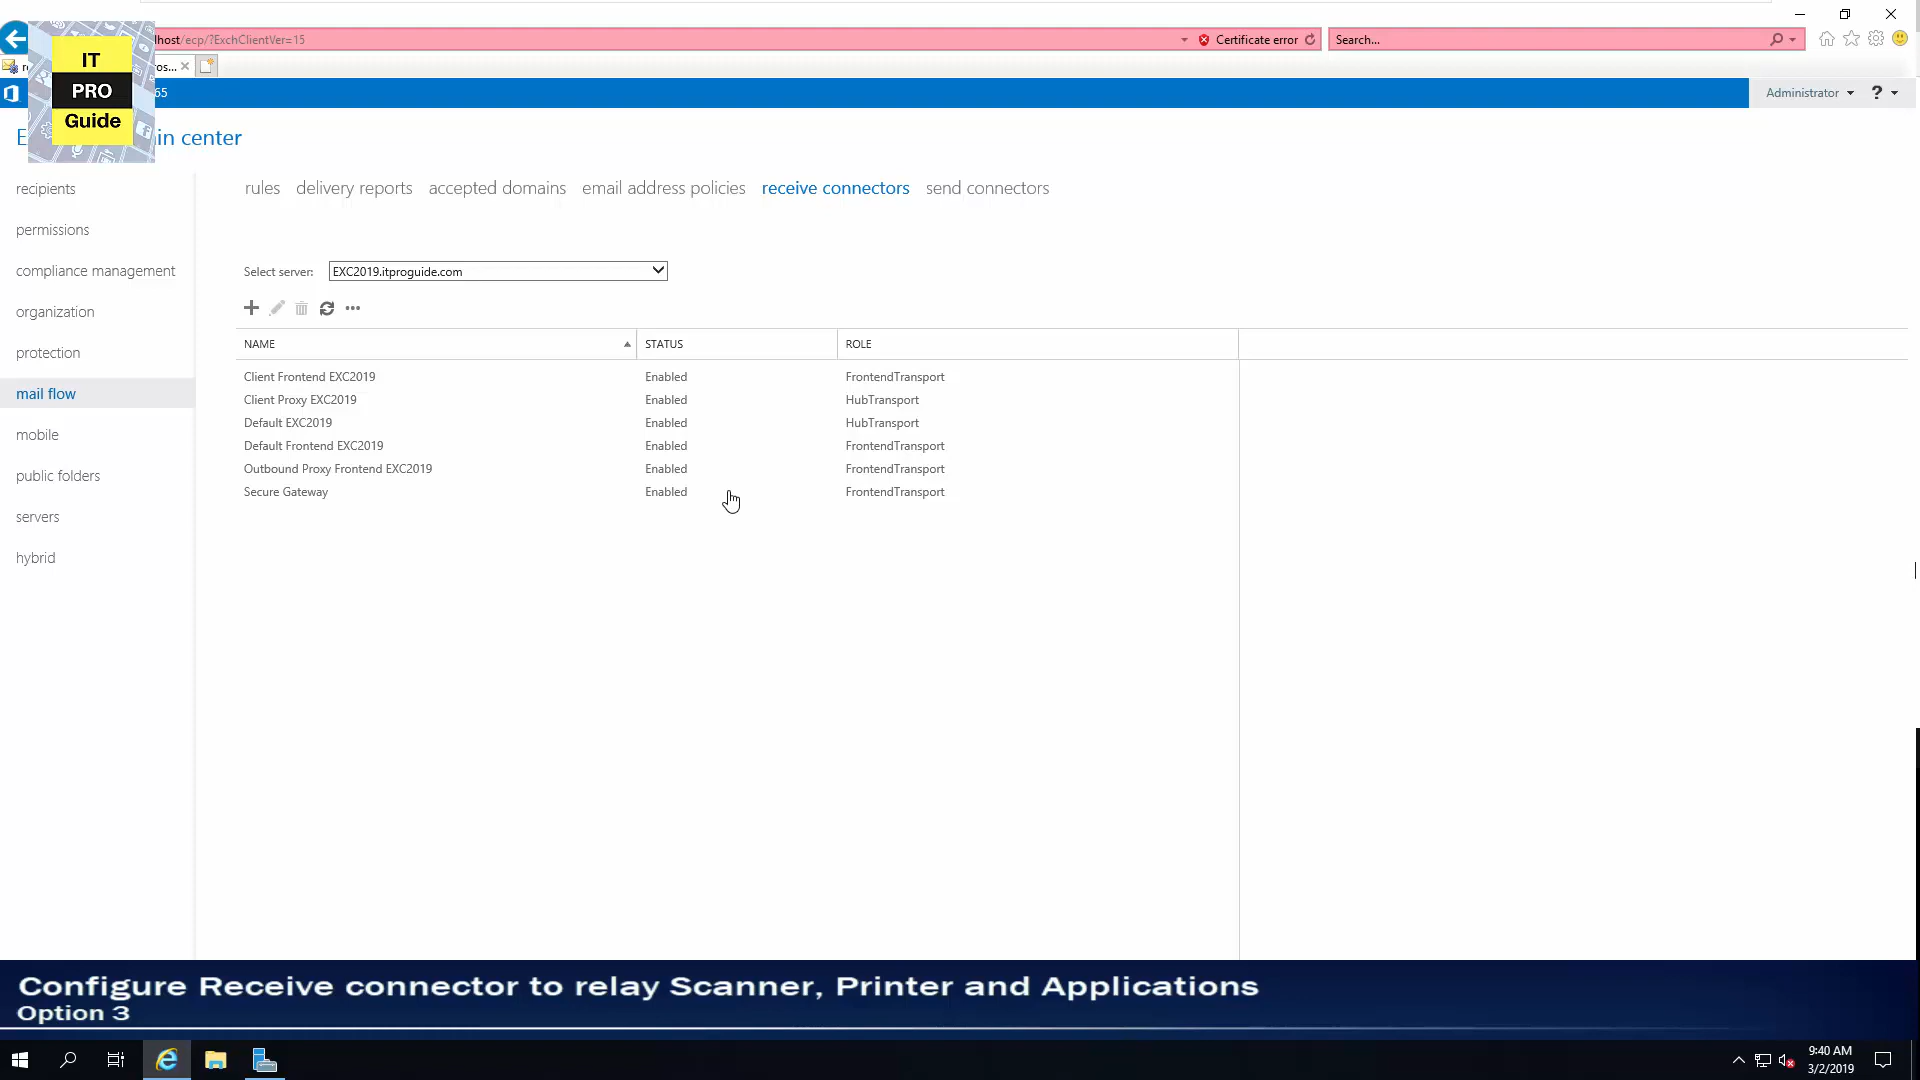 lhost/ecp/?ExchClientVer=15
Certificate error
Search...
IT
PRO
Guide
ros...
65
Administrator
?
E
in center
recipients
permissions
compliance management
organization
protection
mail flow
mobile
public folders
servers
hybrid
rules delivery reports accepted domains email address policies receive connectors send connectors
Select server: EXC2019.itproguide.com
NAME STATUS ROLE
Client Frontend EXC2019 Enabled FrontendTransport
Client Proxy EXC2019 Enabled HubTransport
Default EXC2019 Enabled HubTransport
Default Frontend EXC2019 Enabled FrontendTransport
Outbound Proxy Frontend EXC2019 Enabled FrontendTransport
Secure Gateway Enabled FrontendTransport
Configure Receive connector to relay Scanner, Printer and Applications
Option 3
9:40 AM
3/2/2019